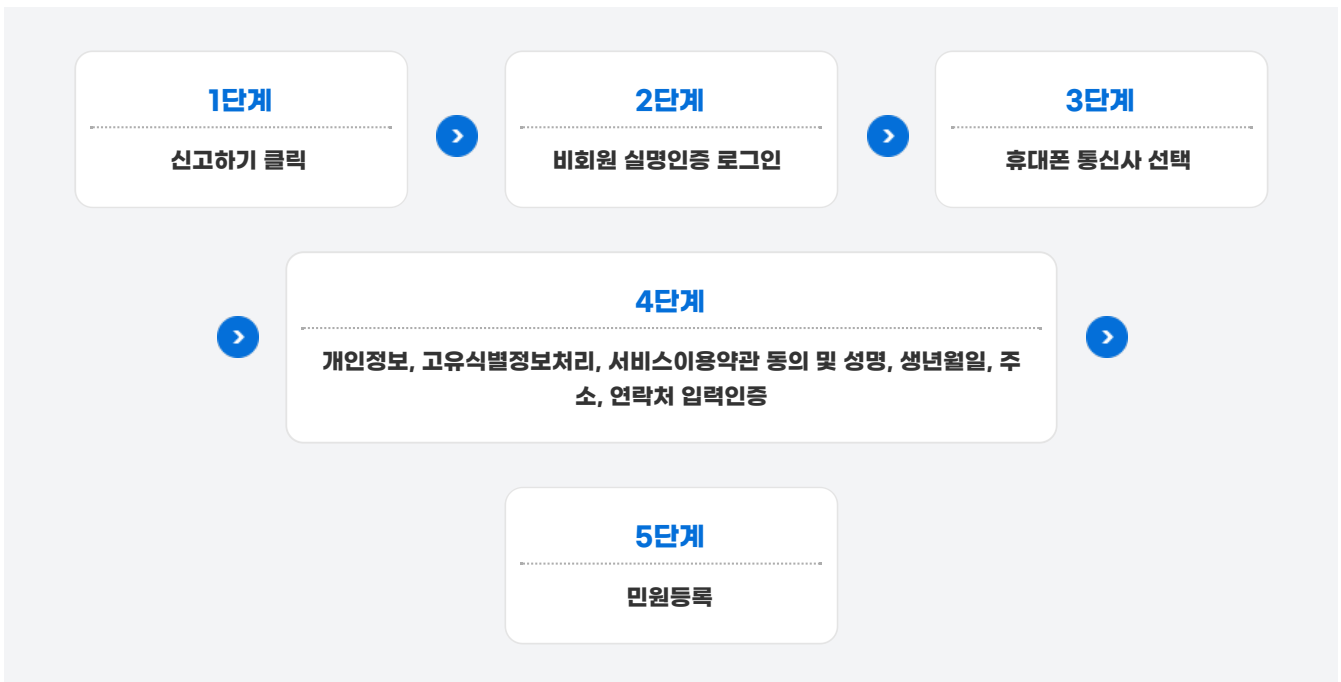 1단계
신고하기 클릭
2단계
비회원 실명인증 로그인
3단계
휴대폰 통신사 선택
4단계
개인정보, 고유식별정보처리, 서비스이용약관 동의 및 성명, 생년월일, 주
소, 연락처 입력인증
5단계
민원등록